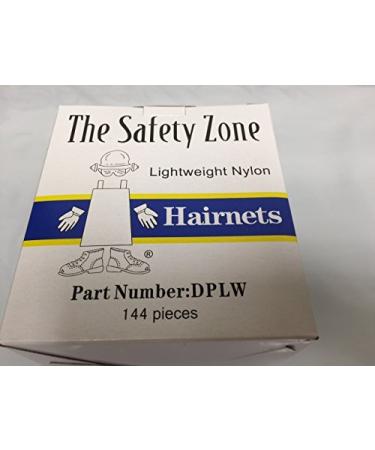 The Safety Zone
Lightweight Nylon
Hairnets
®
Part Number:DPLW
144 pieces